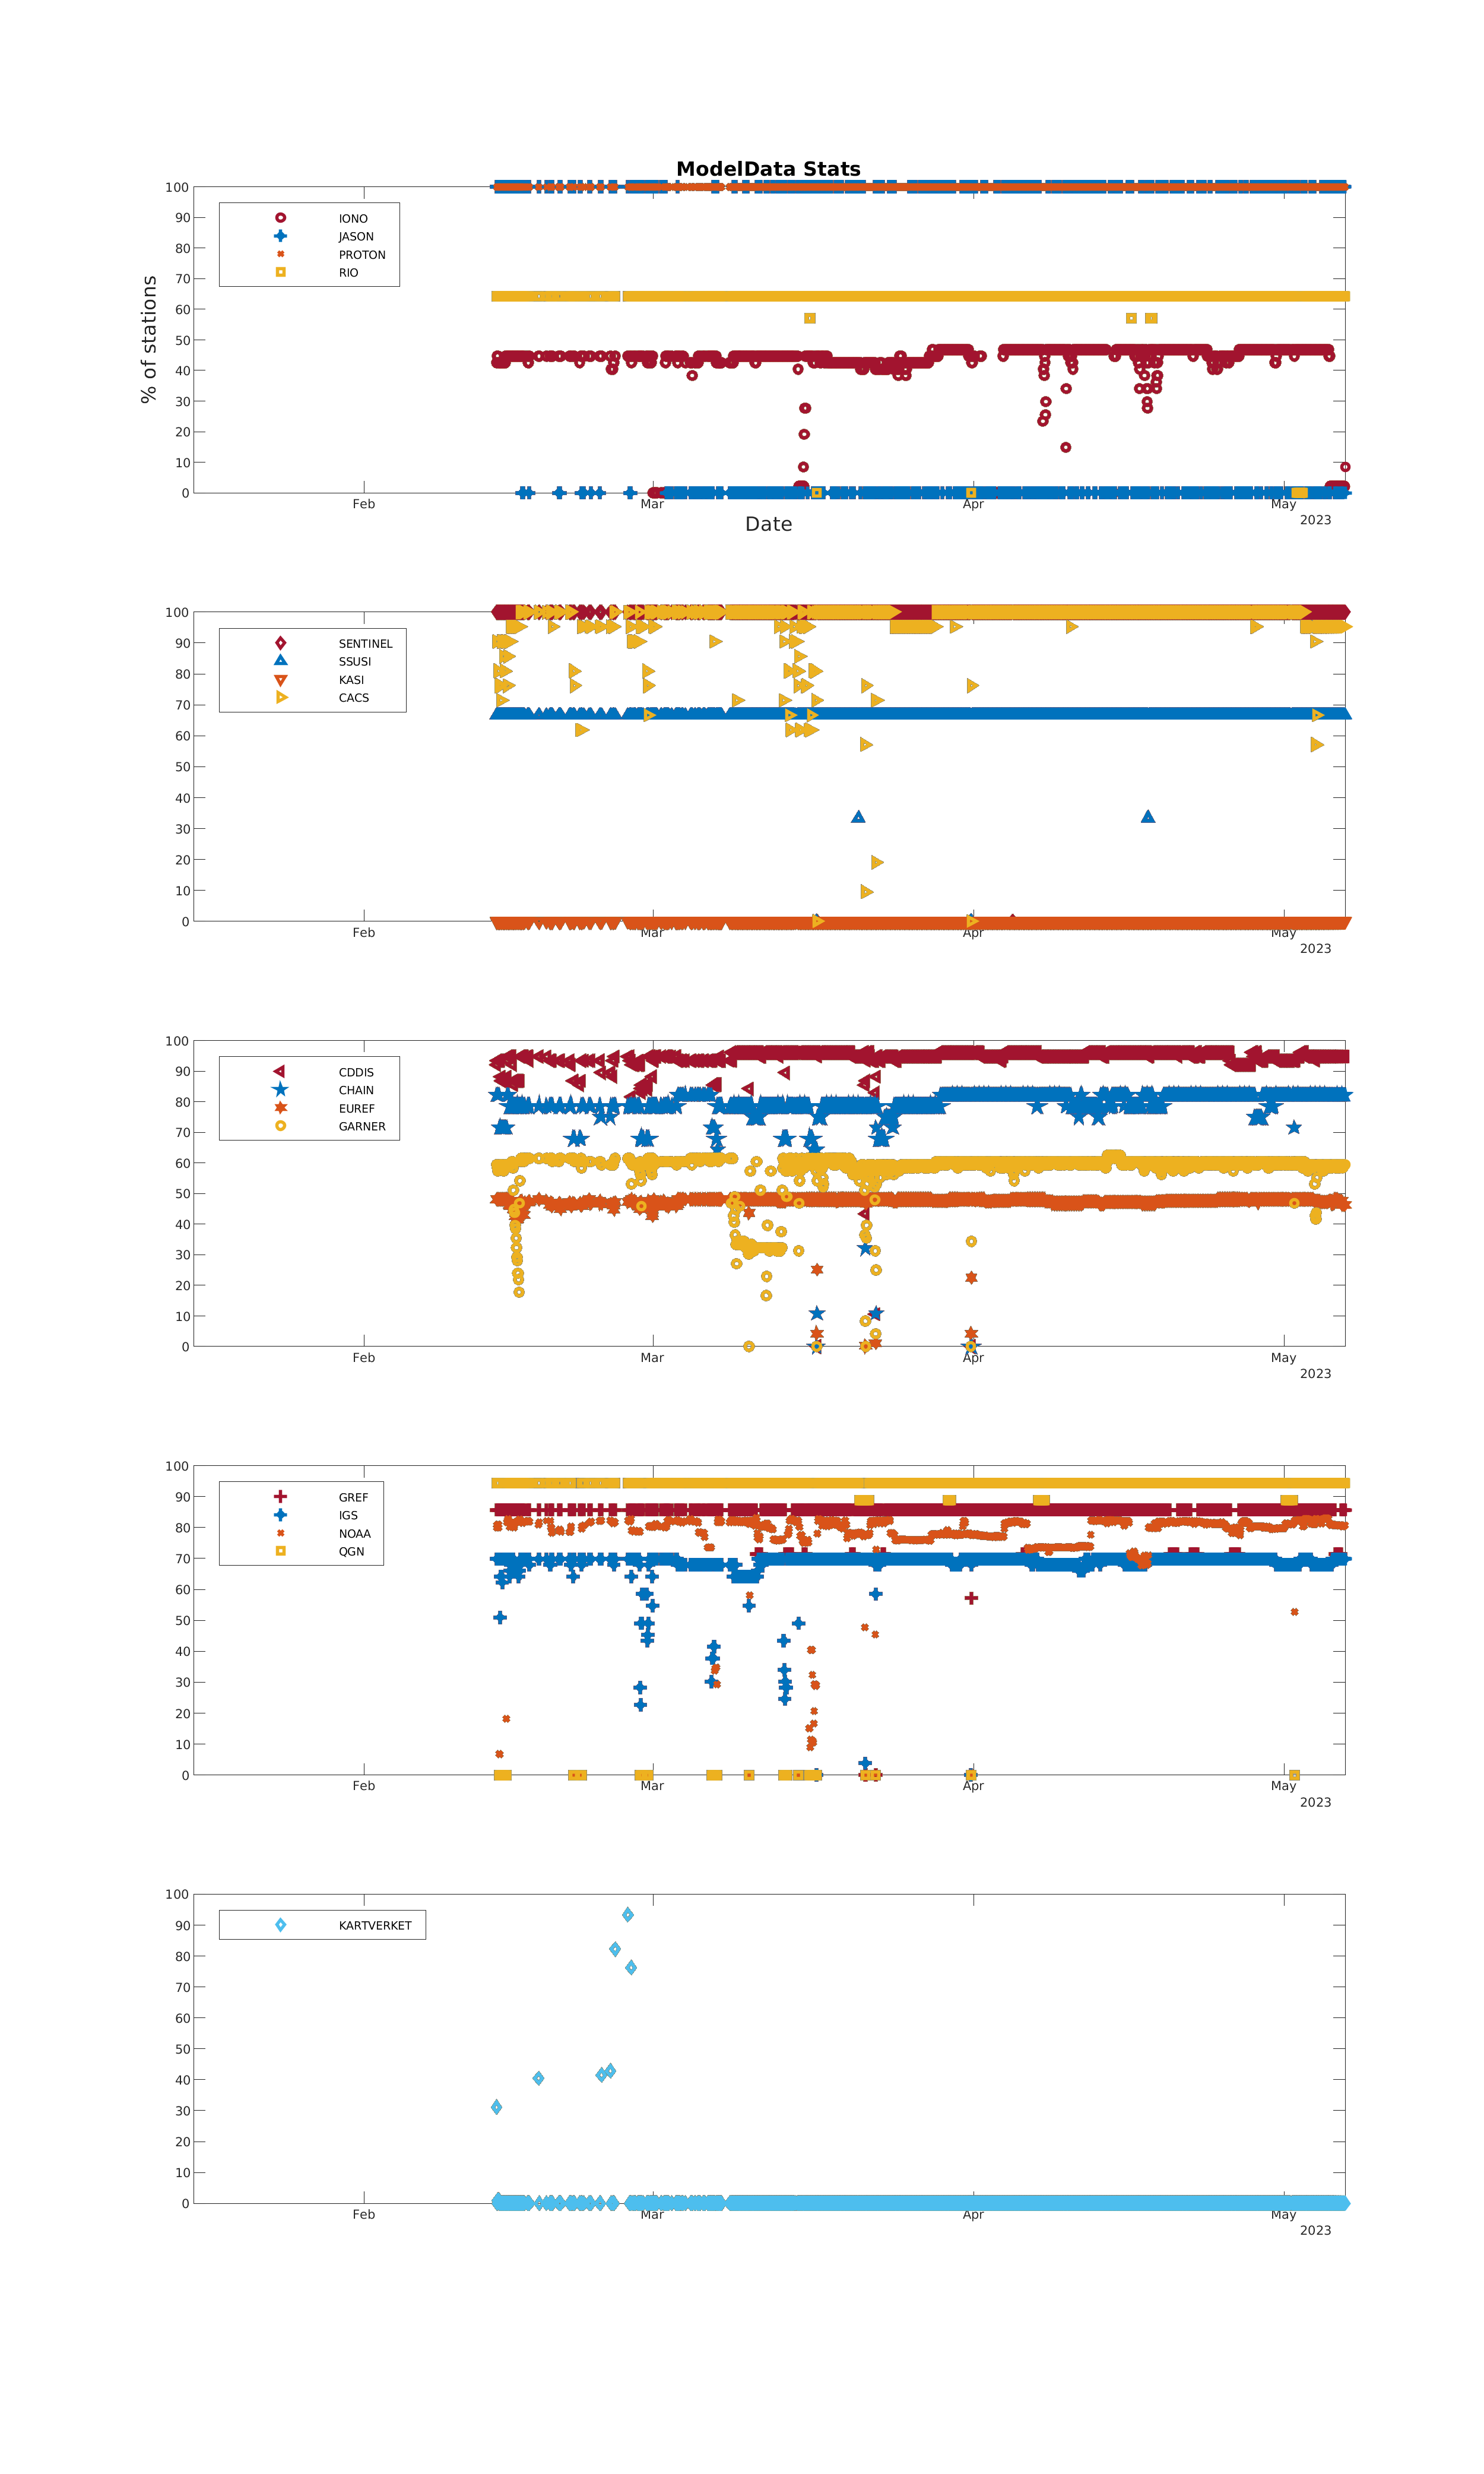 ModelData Stats
100
90
80
70
60
50
40
30
20
10
0
% of stations
IONO
JASON
PROTON
RIO
Feb
Mar
Apr
May
2023
Date
100
90
80
70
60
50
40
30
20
10
0
SENTINEL
SSUSI
KASI
CACS
Feb
Mar
Apr
May
2023
100
90
80
70
60
50
40
30
20
10
0
CDDIS
CHAIN
EUREF
GARNER
Feb
Mar
Apr
May
2023
100
90
80
70
60
50
40
30
20
10
0
GREF
IGS
NOAA
QGN
Feb
Mar
Apr
May
2023
100
90
80
70
60
50
40
30
20
10
0
KARTVERKET
Feb
Mar
Apr
May
2023